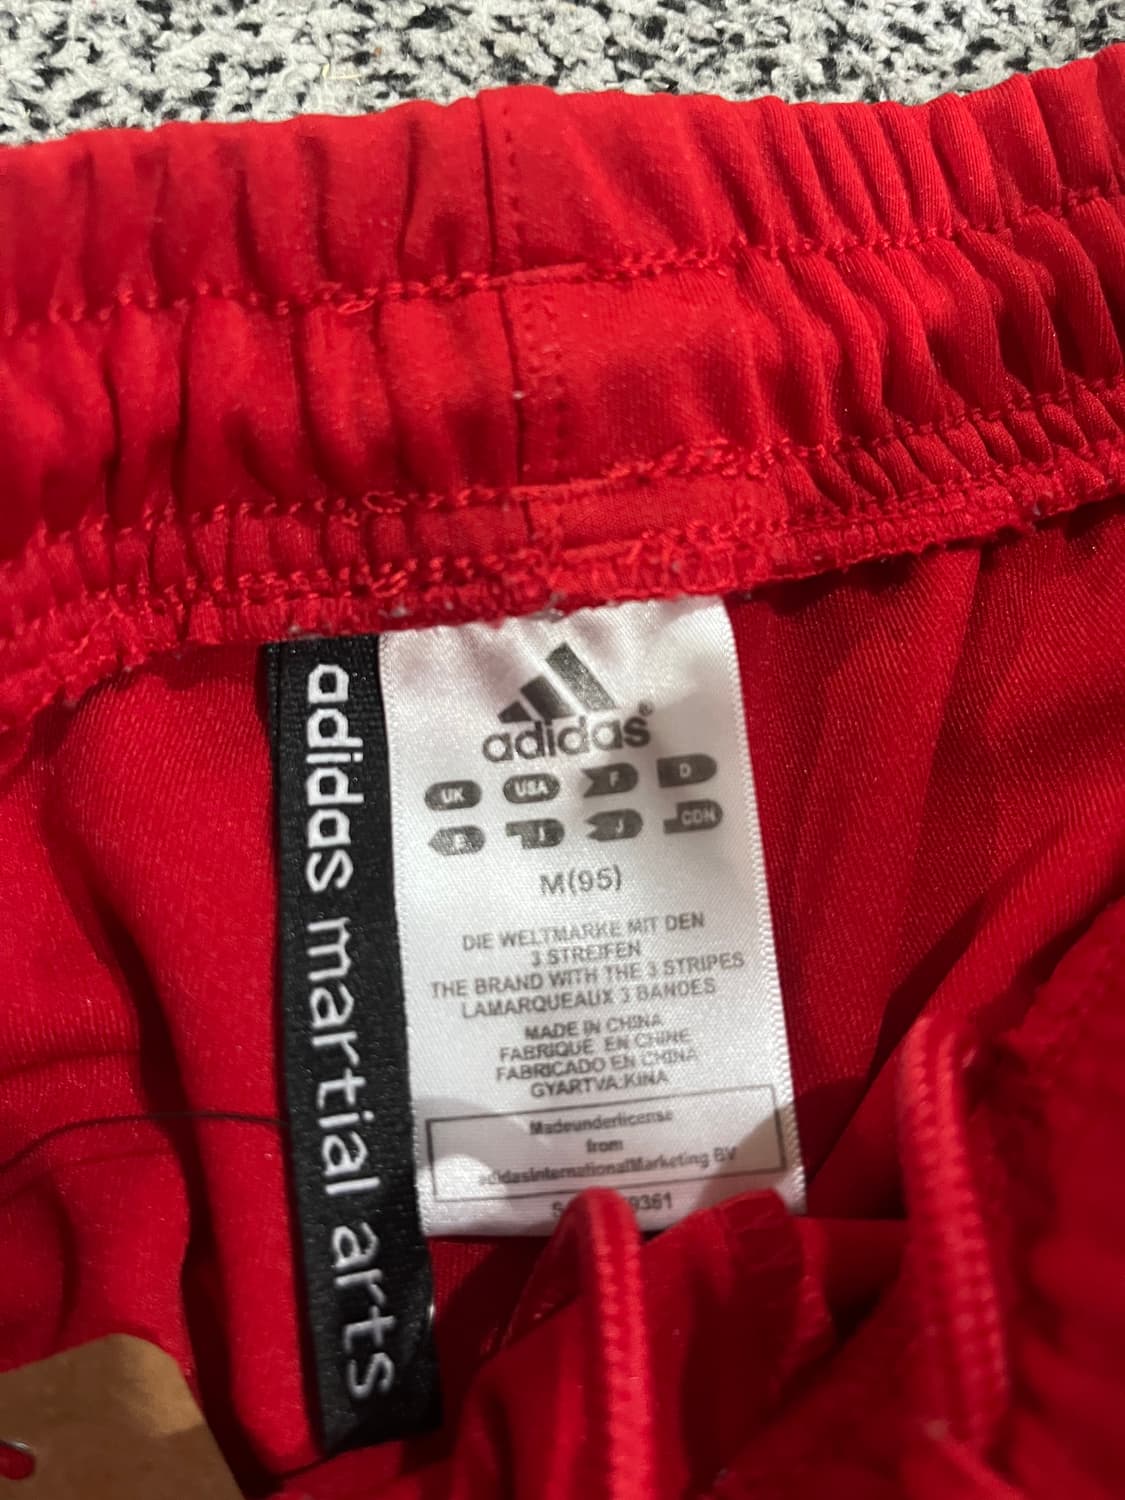 adidas martial arts
adidas®
UK USA F D
E I J CDN
M(95)
DIE WELTMARKE MIT DEN
3 STREIFEN
THE BRAND WITH THE 3 STRIPES
LAMARQUEAUX 3 BANDES
MADE IN CHINA
FABRIQUE EN CHINE
FABRICADO EN CHINA
GYARTVA:KINA
Madeunderlicense
from
adidasInternationalMarketing BV
9361